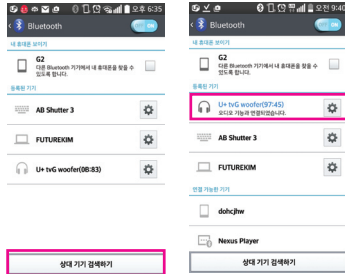 오후 6:35
Bluetooth
내 휴대폰 보이기
G2
다른 Bluetooth 기기에서 내 휴대폰을 찾을 수
있도록 합니다.
등록된 기기
AB Shutter 3
FUTUREKIM
U+ tvG woofer(0B:83)
상대 기기 검색하기
오전 9:40
Bluetooth
내 휴대폰 보이기
G2
다른 Bluetooth 기기에서 내 휴대폰을 찾을 수
있도록 합니다.
등록된 기기
U+ tvG woofer(97:45)
오디오 기능과 연결되었습니다.
AB Shutter 3
FUTUREKIM
연결 가능한 기기
dohcjhw
Nexus Player
상대 기기 검색하기